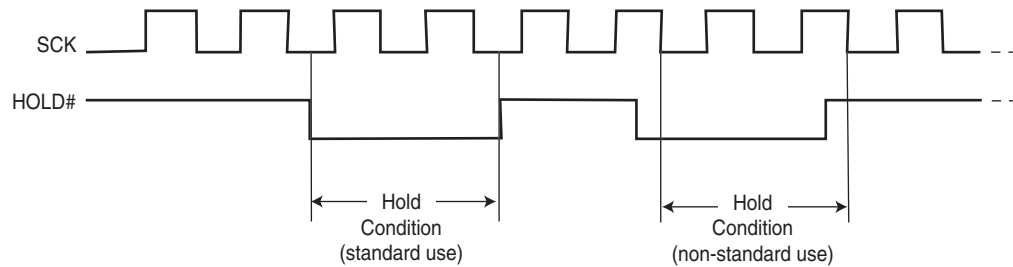 SCK
HOLD#
Hold
Condition
(standard use)
Hold
Condition
(non-standard use)